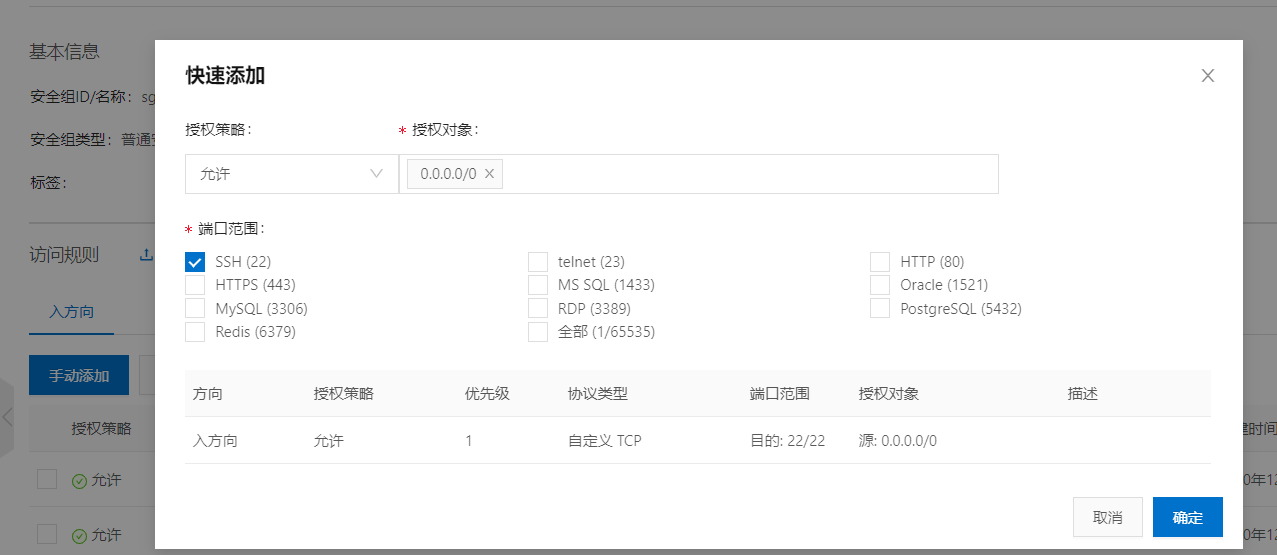 基本信息
快速添加
安全组ID/名称: sg
授权策略: * 授权对象:
安全组类型: 普通安
允许 0.0.0.0/0
标签:
* 端口范围:
访问规则
SSH (22) telnet (23) HTTP (80)
HTTPS (443) MS SQL (1433) Oracle (1521)
入方向
MySQL (3306) RDP (3389) PostgreSQL (5432)
Redis (6379) 全部 (1/65535)
手动添加
方向 授权策略 优先级 协议类型 端口范围 授权对象 描述
授权策略 建时间
入方向 允许 1 自定义 TCP 目的: 22/22 源: 0.0.0.0/0
允许 0年12
取消 确定
允许 0年12